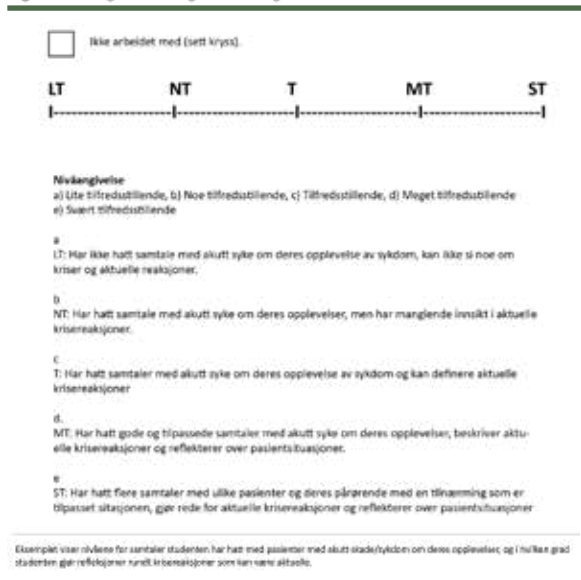 Ikke arbeidet med (sett kryss).
LT NT T MT ST
I---------------------I---------------------I---------------------I---------------------I
Nivåangivelse
a) Lite tilfredsstillende, b) Noe tilfredsstillende, c) Tilfredsstillende, d) Meget tilfredsstillende
e) Svært tilfredsstillende
a
LT: Har ikke hatt samtale med akutt syke om deres opplevelse av sykdom, kan ikke si noe om
kriser og aktuelle reaksjoner.
b
NT: Har hatt samtale med akutt syke om deres opplevelser, men har manglende innsikt i aktuelle
krisereaksjoner.
c
T: Har hatt samtaler med akutt syke om deres opplevelse av sykdom og kan definere aktuelle
krisereaksjoner
d.
MT: Har hatt gode og tilpassede samtaler med akutt syke om deres opplevelser, beskriver aktu-
elle krisereaksjoner og reflekterer over pasientsituasjoner.
e
ST: Har hatt flere samtaler med ulike pasienter og deres pårørende med en tilnærming som er
tilpasset sitasjonen, gjør rede for aktuelle krisereaksjoner og reflekterer over pasientsituasjoner
Eksemplet viser nivåene for samtaler studenten har hatt med pasienter med akutt skade/sykdom om deres opplevelser, og i hvilken grad
studenten gjør refleksjoner rundt krisereaksjoner som kan være aktuelle.